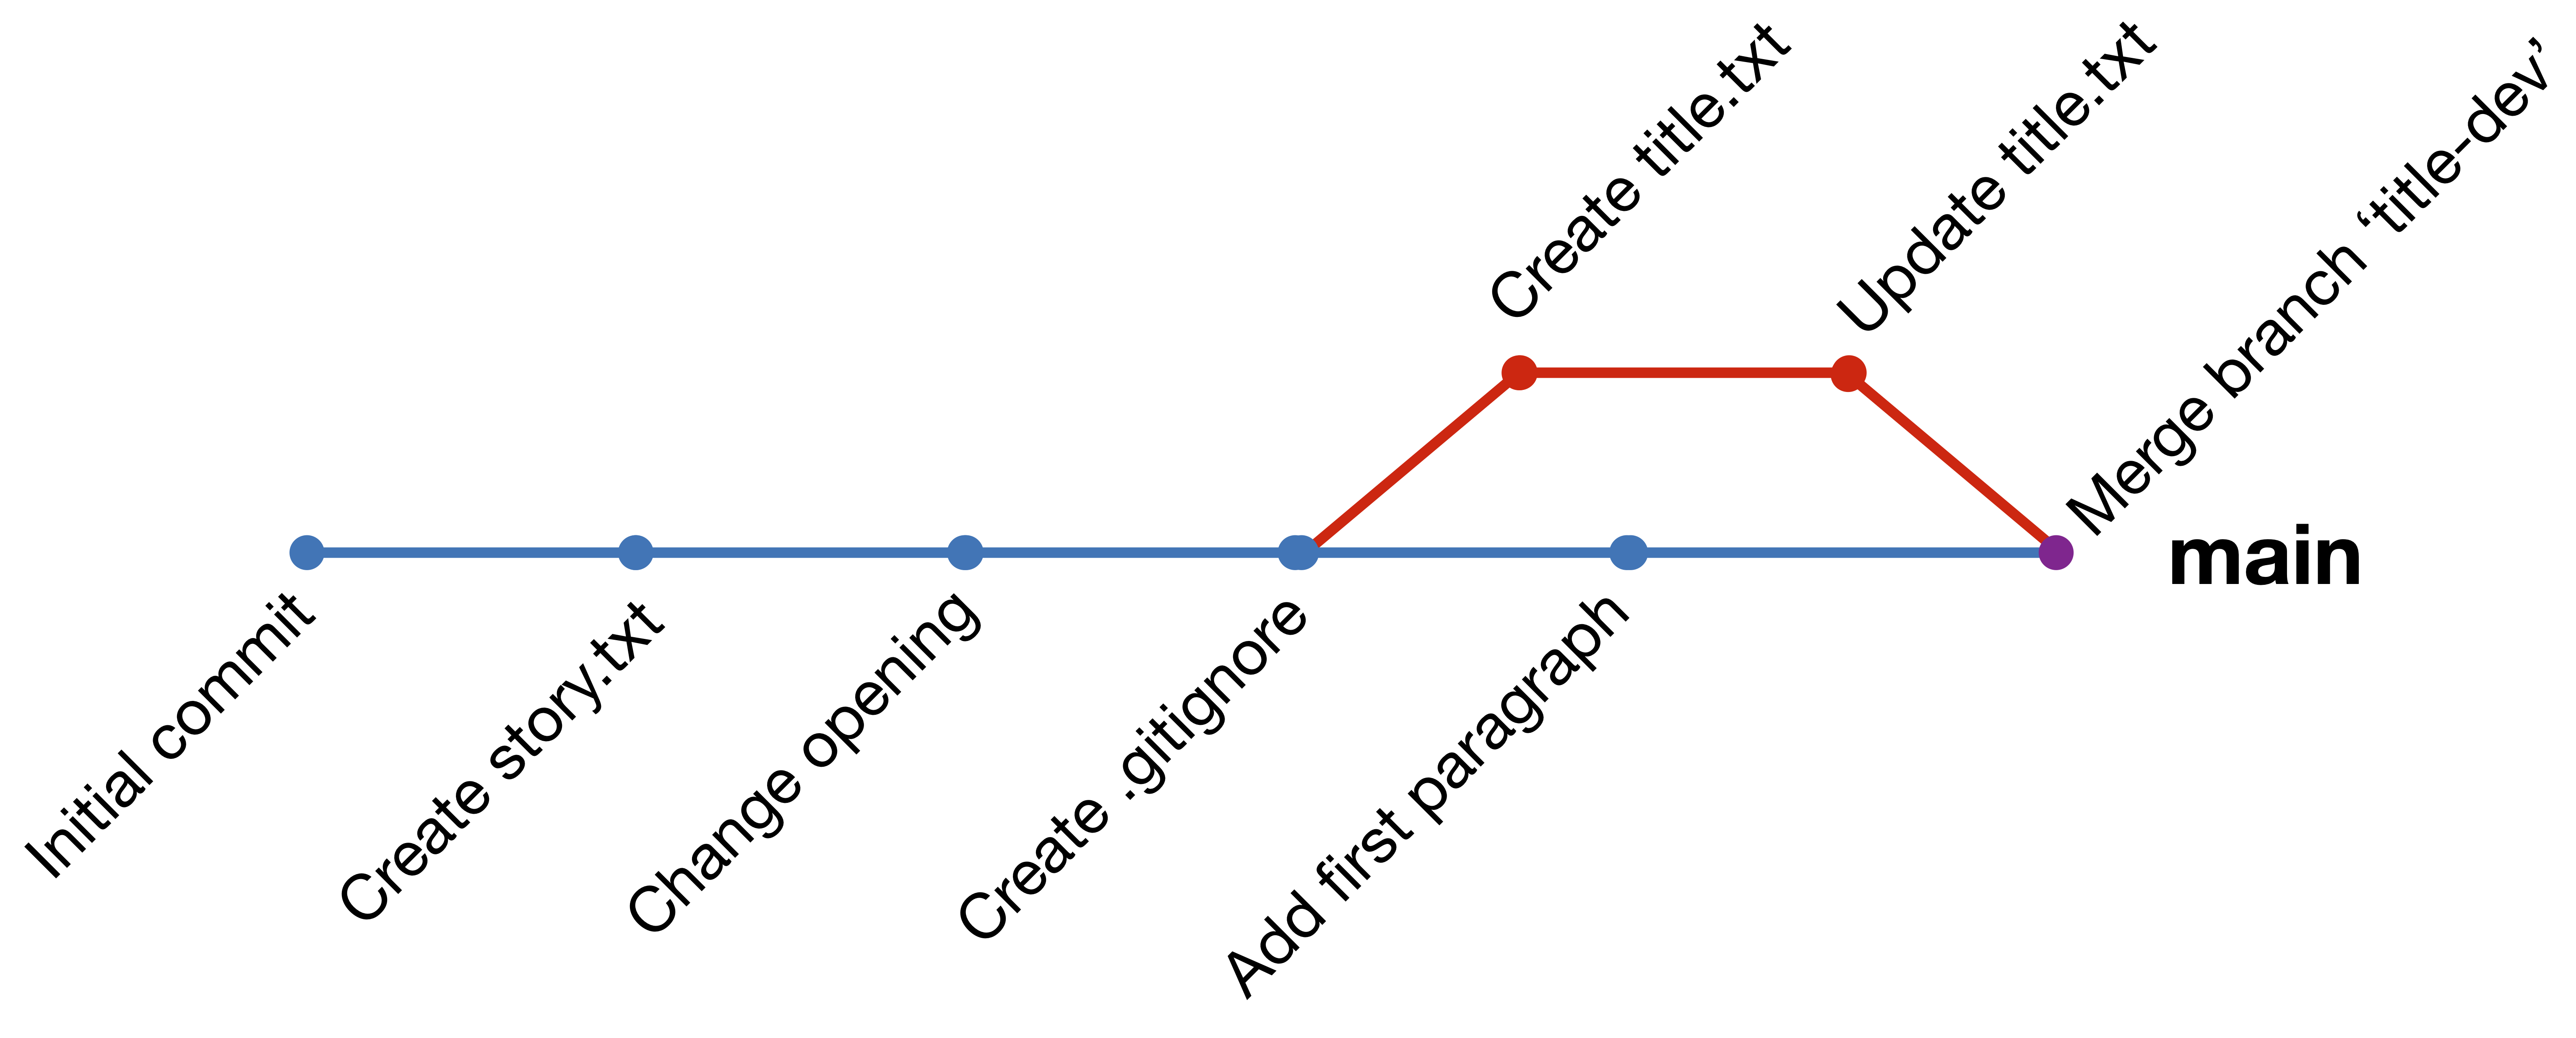 Create title.txt
Update title.txt
Merge branch ‘title-dev’
main
Initial commit
Create story.txt
Change opening
Create .gitignore
Add first paragraph